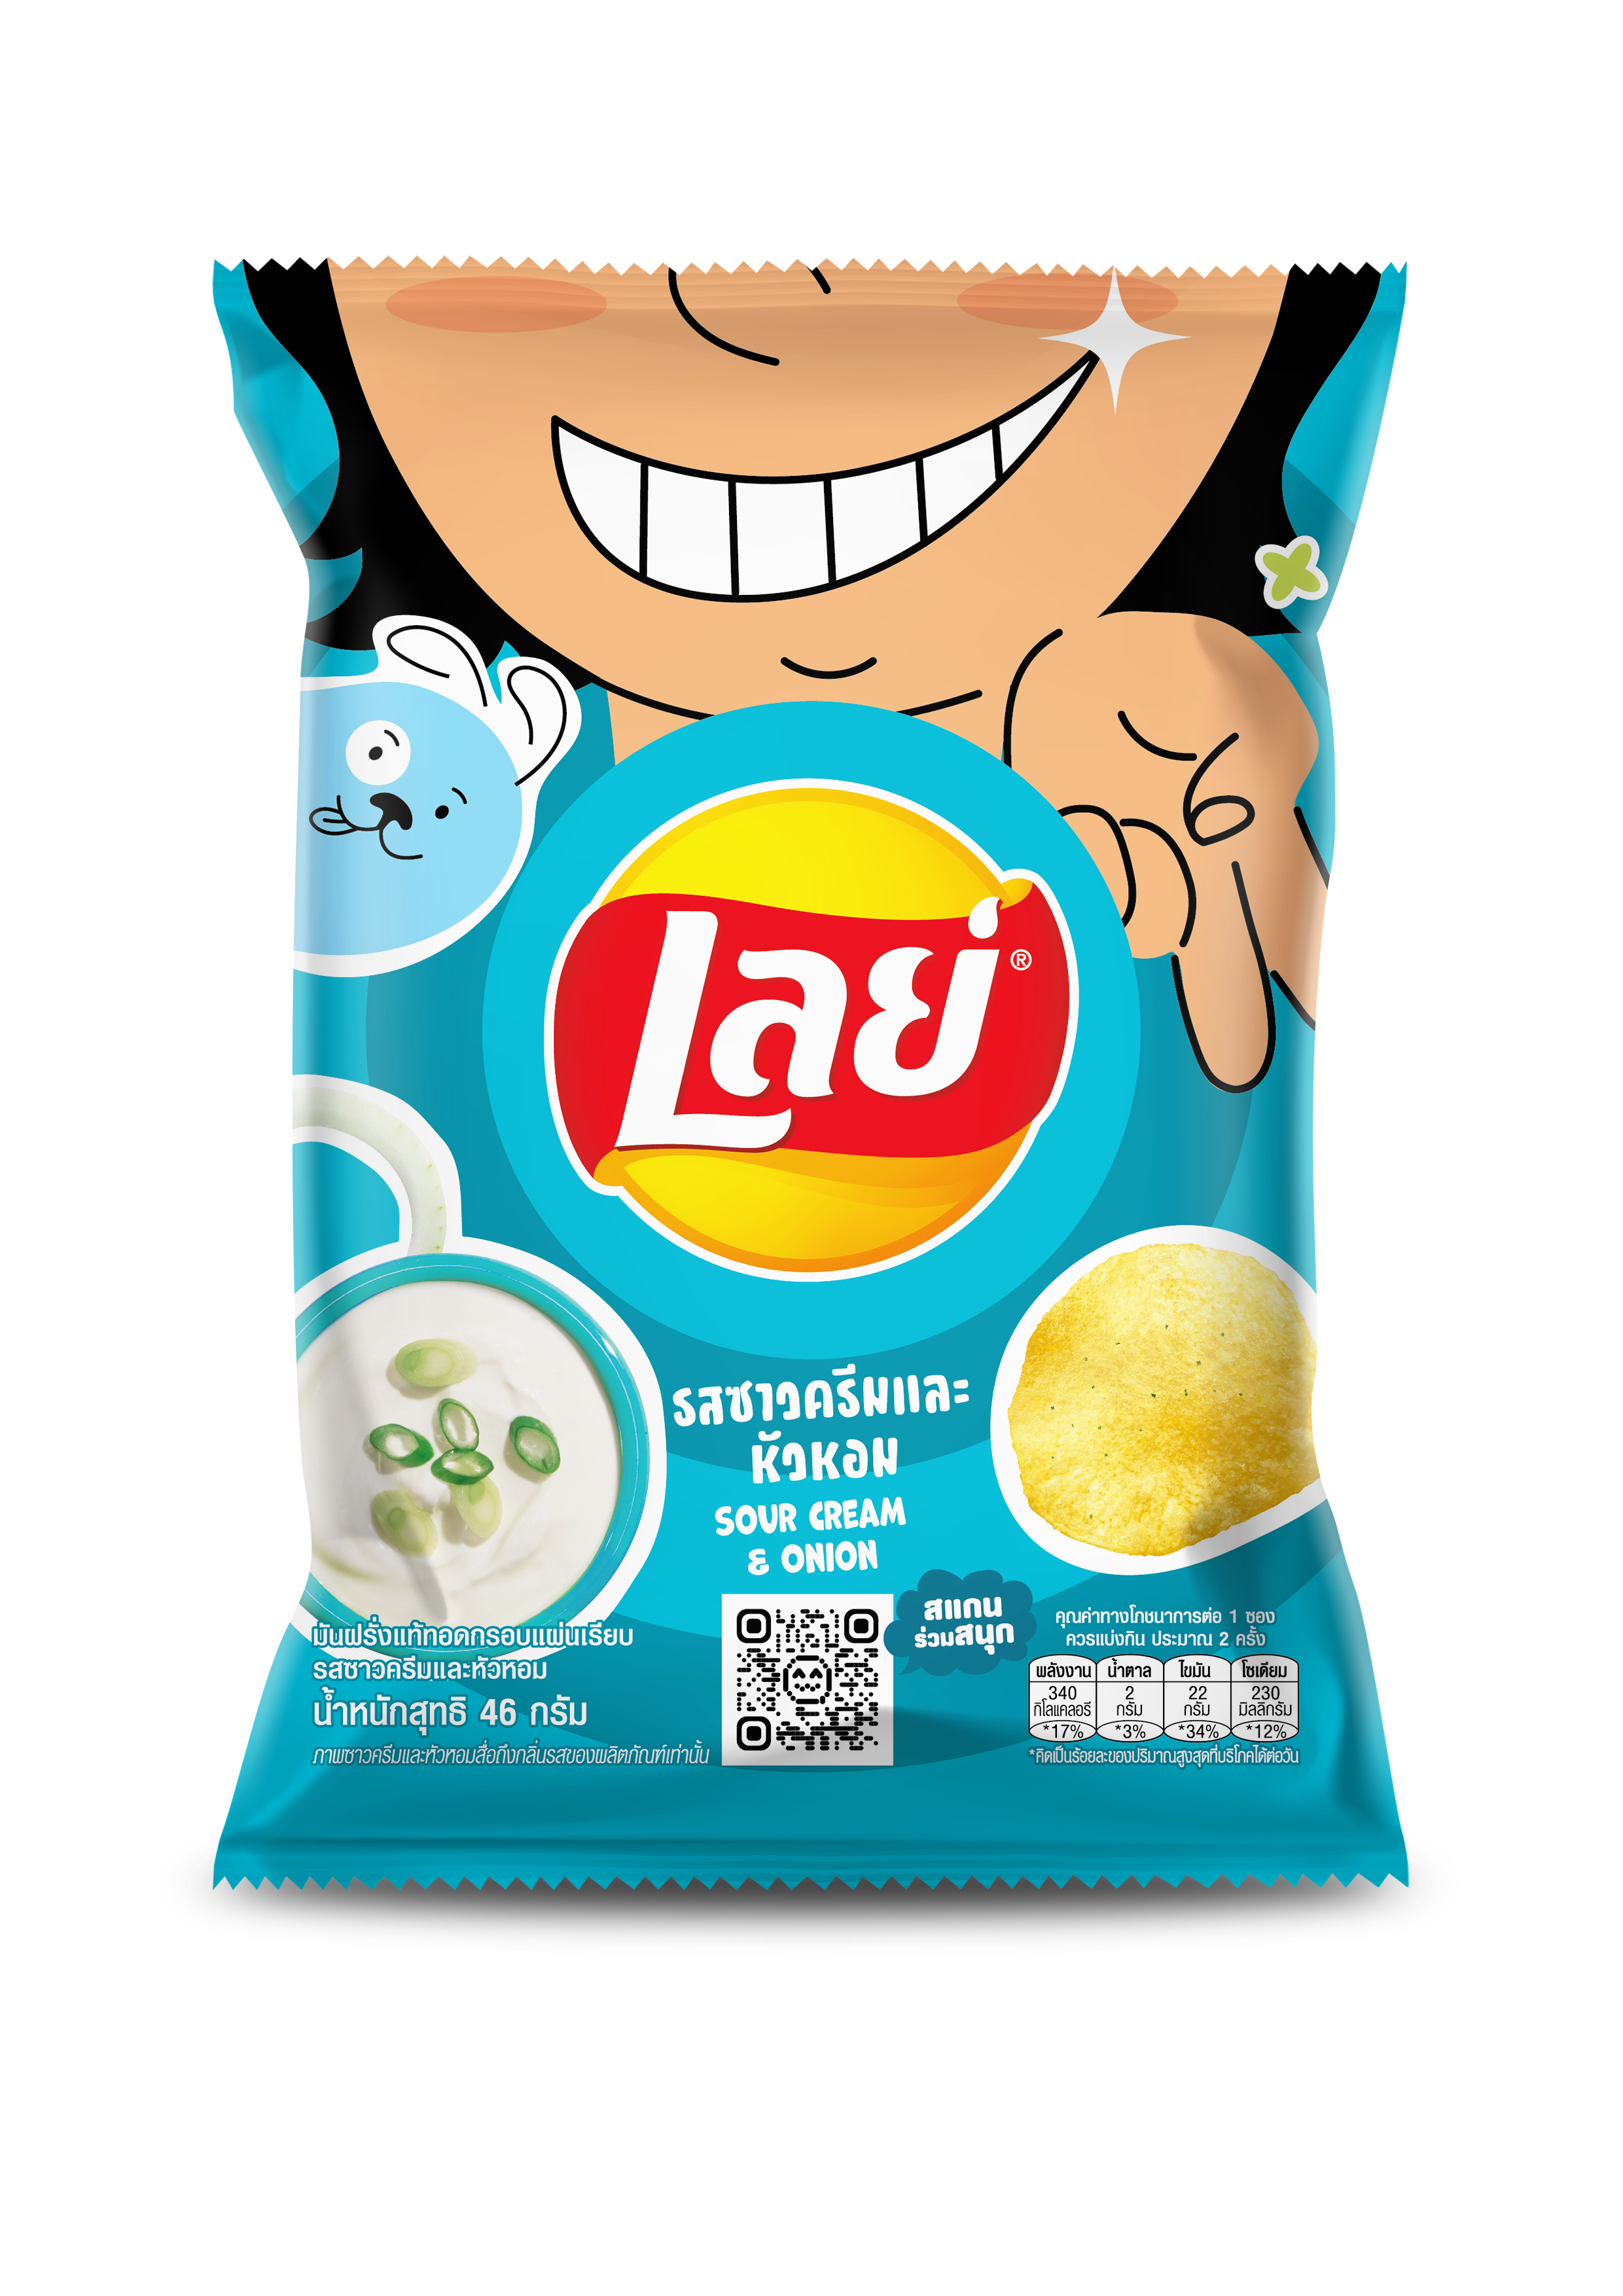 เลย์®
รสซาวครีมและ
หัวหอม
SOUR CREAM
& ONION
สแกน
ร่วมสนุก
มันฝรั่งแท้ทอดกรอบแผ่นเรียบ
รสซาวครีมและหัวหอม
น้ำหนักสุทธิ 46 กรัม
ภาพซาวครีมและหัวหอมสื่อถึงกลิ่นรสของผลิตภัณฑ์เท่านั้น
คุณค่าทางโภชนาการต่อ 1 ซอง
ควรแบ่งกิน ประมาณ 2 ครั้ง
พลังงาน น้ำตาล ไขมัน โซเดียม
340 2 22 230
กิโลแคลอรี กรัม กรัม มิลลิกรัม
*17% *3% *34% *12%
*คิดเป็นร้อยละของปริมาณสูงสุดที่บริโภคได้ต่อวัน